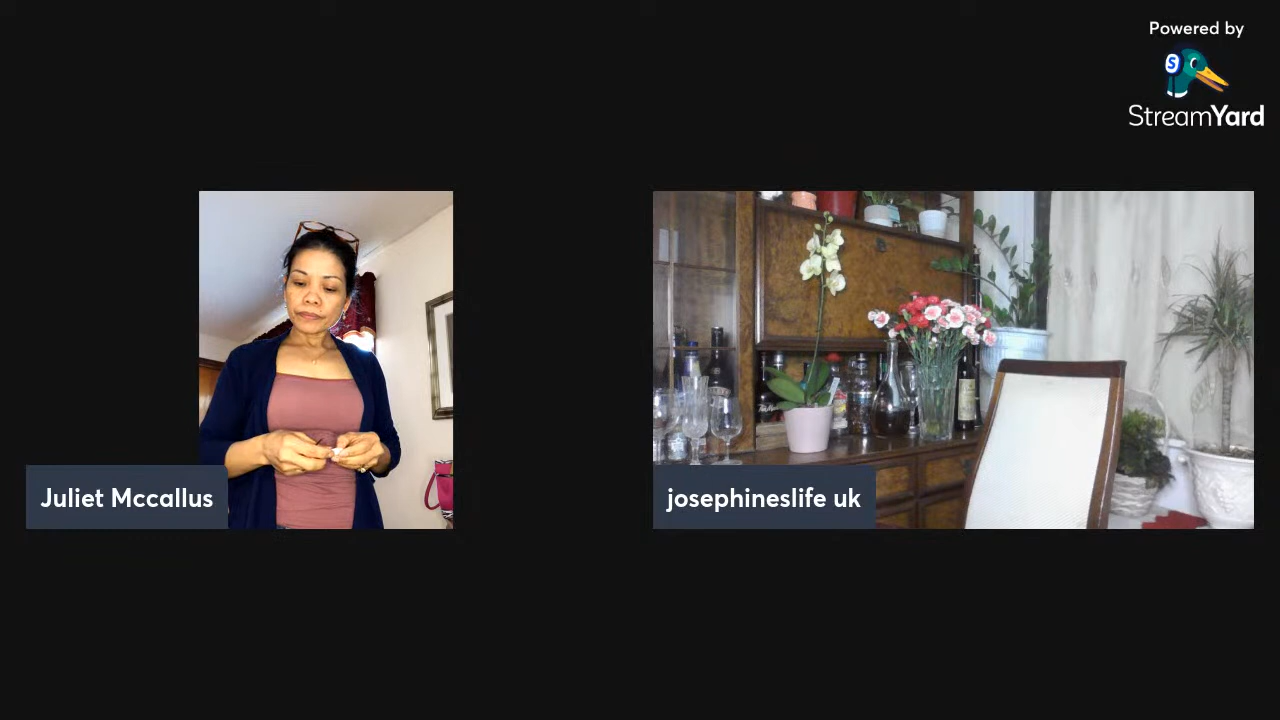 Powered by
S
StreamYard
Juliet Mccallus
josephineslife uk